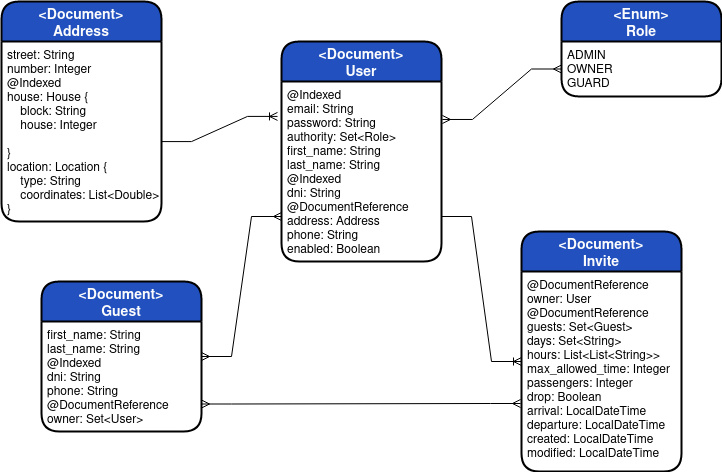 <Document>
Address
street: String
number: Integer
@Indexed
house: House {
block: String
house: Integer
}
location: Location {
type: String
coordinates: List<Double>
}
<Document>
User
@Indexed
email: String
password: String
authority: Set<Role>
first_name: String
last_name: String
@Indexed
dni: String
@DocumentReference
address: Address
phone: String
enabled: Boolean
<Enum>
Role
ADMIN
OWNER
GUARD
<Document>
Guest
first_name: String
last_name: String
@Indexed
dni: String
phone: String
@DocumentReference
owner: Set<User>
<Document>
Invite
@DocumentReference
owner: User
@DocumentReference
guests: Set<Guest>
days: Set<String>
hours: List<List<String>>
max_allowed_time: Integer
passengers: Integer
drop: Boolean
arrival: LocalDateTime
departure: LocalDateTime
created: LocalDateTime
modified: LocalDateTime